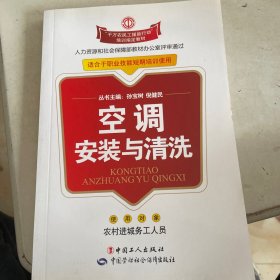 "千万农民工援助行动"
培训指定教材
人力资源和社会保障部教材办公室评审通过
适合于职业技能短期培训使用
丛书主编：孙宝树 倪健民
空调
安装与清洗
KONGTIAO
ANZHUANG YU QINGXI
使用对象
农村进城务工人员
中国工人出版社
中国劳动社会保障出版社